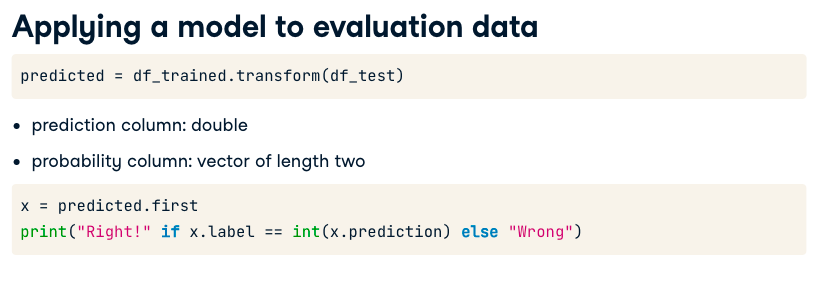 Applying a model to evaluation data
predicted = df_trained.transform(df_test)
• prediction column: double
• probability column: vector of length two
x = predicted.first
print("Right!" if x.label == int(x.prediction) else "Wrong")